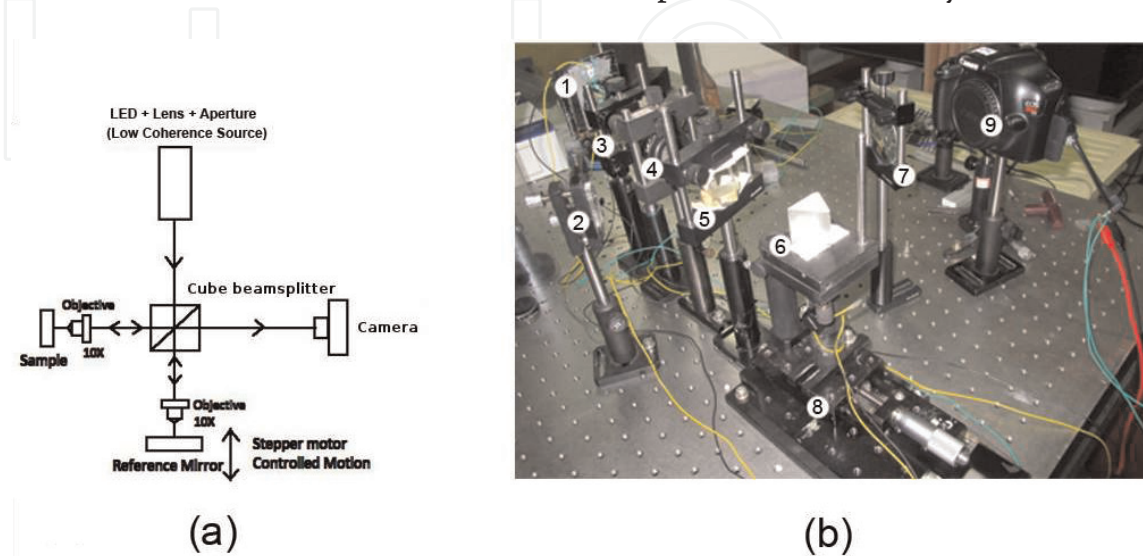 LED + Lens + Aperture
(Low Coherence Source)
Cube beamsplitter
Objective
10X
Sample
Camera
Objective
10X
Reference Mirror
Stepper motor
Controlled Motion
1
2
3
4
5
6
7
8
9
Canon
(a)
(b)